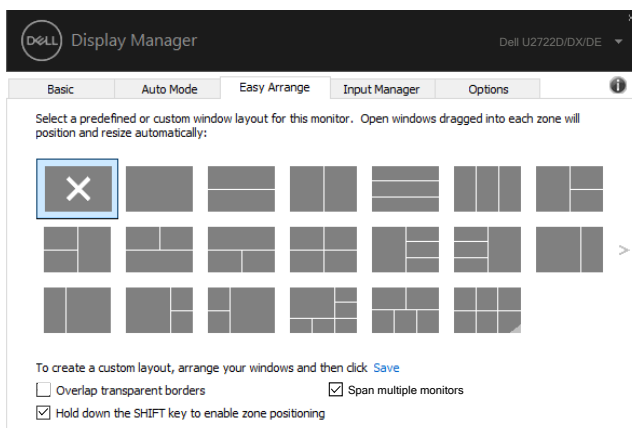 DELL Display Manager
Dell U2722D/DX/DE
Basic Auto Mode Easy Arrange Input Manager Options
Select a predefined or custom window layout for this monitor. Open windows dragged into each zone will
position and resize automatically:
To create a custom layout, arrange your windows and then click Save
Overlap transparent borders
Span multiple monitors
Hold down the SHIFT key to enable zone positioning